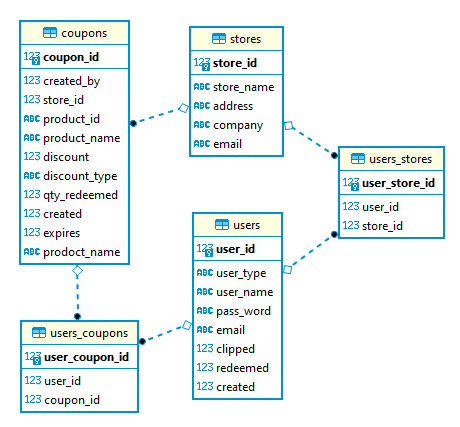 coupons
123 coupon_id
123 created_by
123 store_id
ABC product_id
ABC product_name
123 discount
ABC discount_type
123 qty_redeemed
123 created
123 expires
ABC prodoct_name
stores
123 store_id
ABC store_name
ABC address
ABC company
ABC email
users_stores
123 user_store_id
123 user_id
123 store_id
users
123 user_id
ABC user_type
ABC user_name
ABC pass_word
ABC email
123 clipped
123 redeemed
123 created
users_coupons
123 user_coupon_id
123 user_id
123 coupon_id